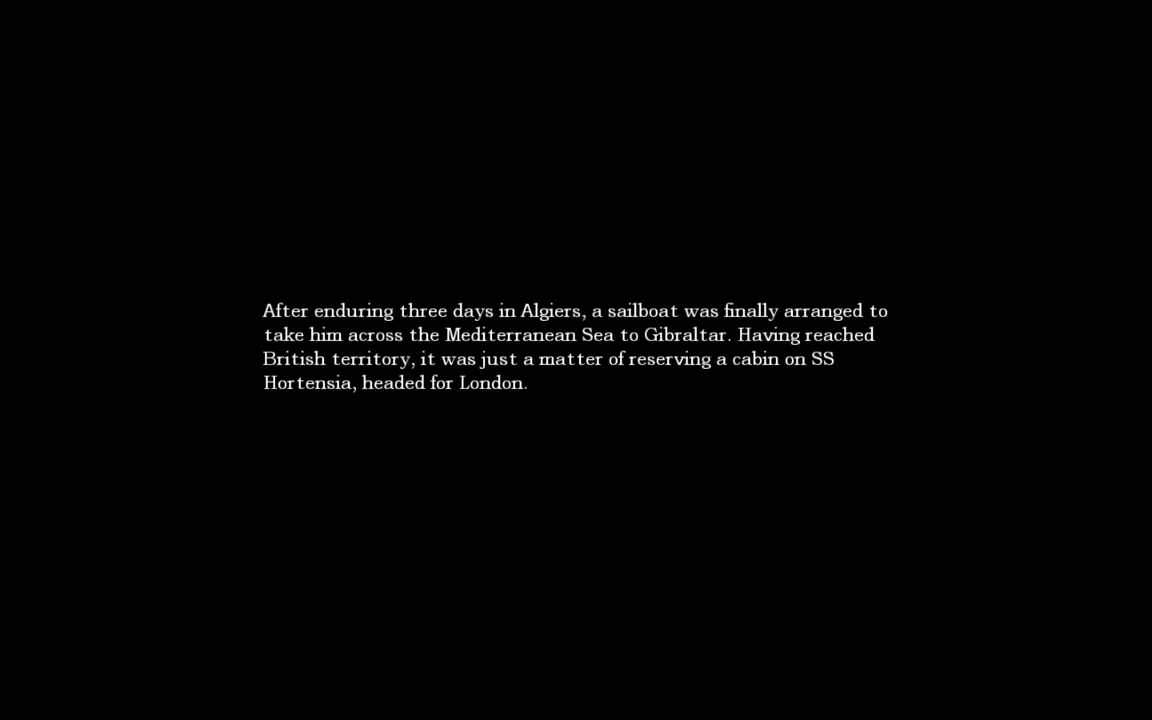 After enduring three days in Algiers, a sailboat was finally arranged to
take him across the Mediterranean Sea to Gibraltar. Having reached
British territory, it was just a matter of reserving a cabin on SS
Hortensia, headed for London.